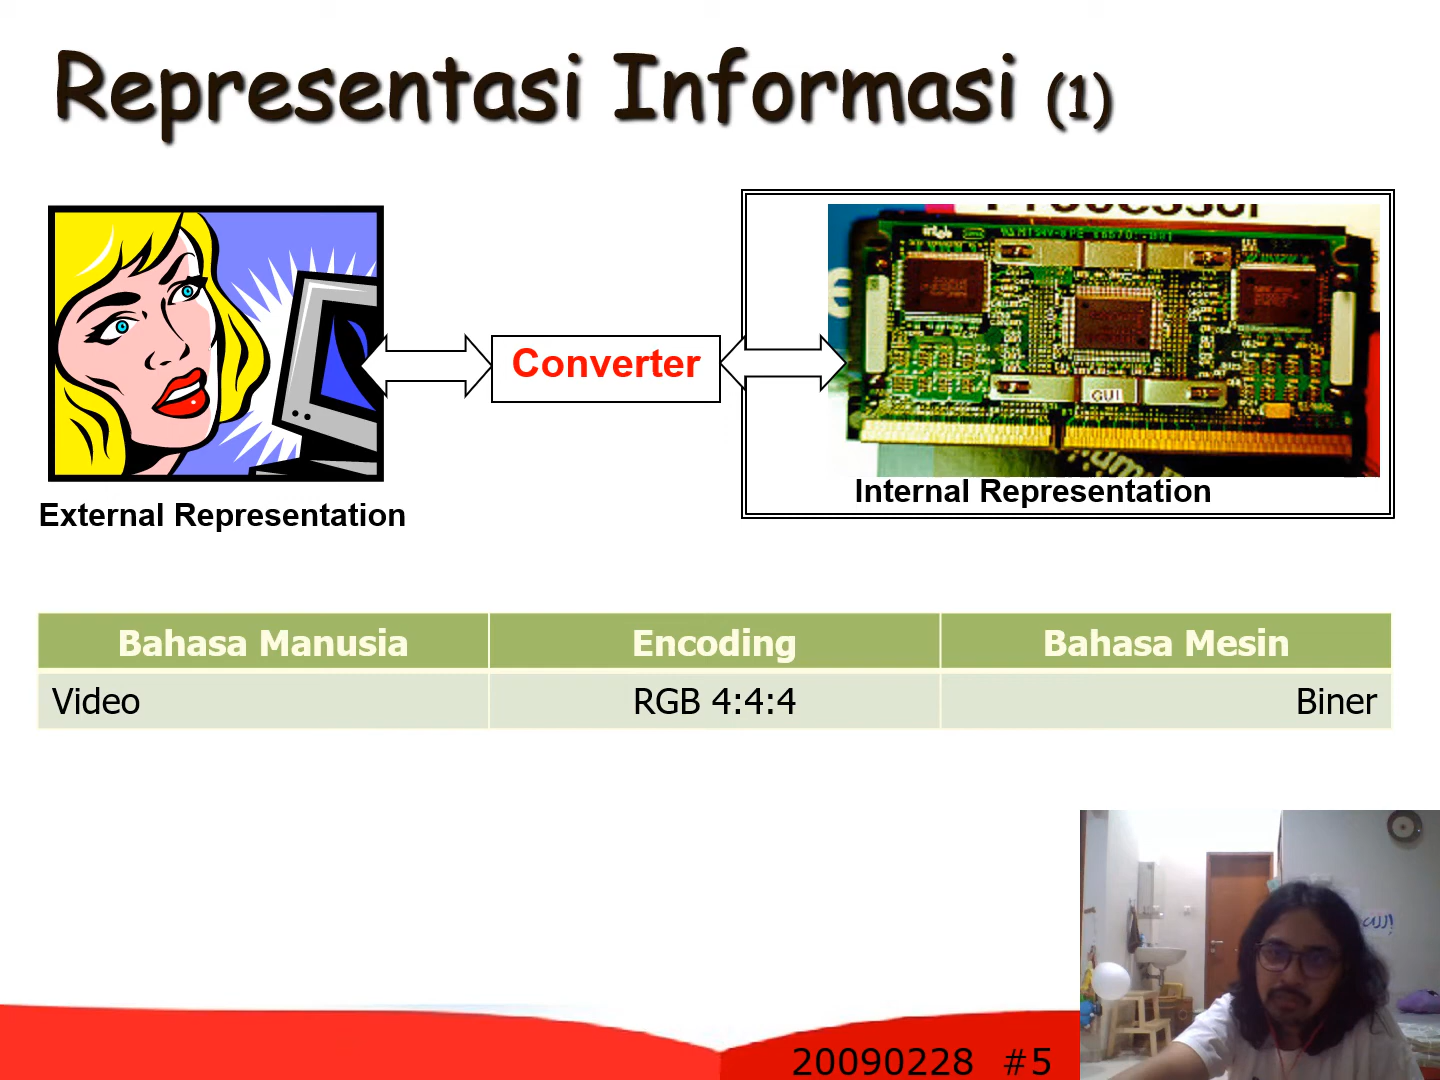 Representasi Informasi (1)
Converter
GUI
External Representation
Internal Representation
Bahasa Manusia Encoding Bahasa Mesin
Video RGB 4:4:4 Biner
20090228 #5